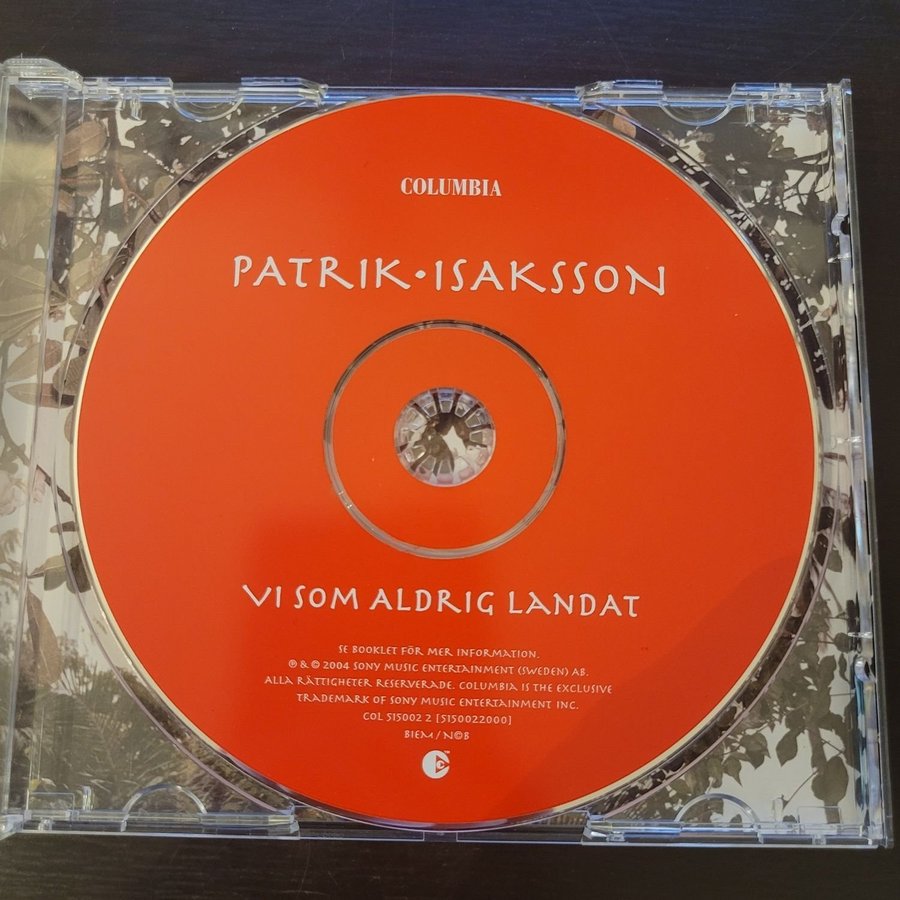 COLUMBIA
PATRIK·ISAKSSON
VI SOM ALDRIG LANDAT
SE BOOKLET FÖR MER INFORMATION.
℗ & © 2004 SONY MUSIC ENTERTAINMENT (SWEDEN) AB.
ALLA RÄTTIGHETER RESERVERADE. COLUMBIA IS THE EXCLUSIVE
TRADEMARK OF SONY MUSIC ENTERTAINMENT INC.
COL 515002 2 [5150022000]
BIEM / N©B
™